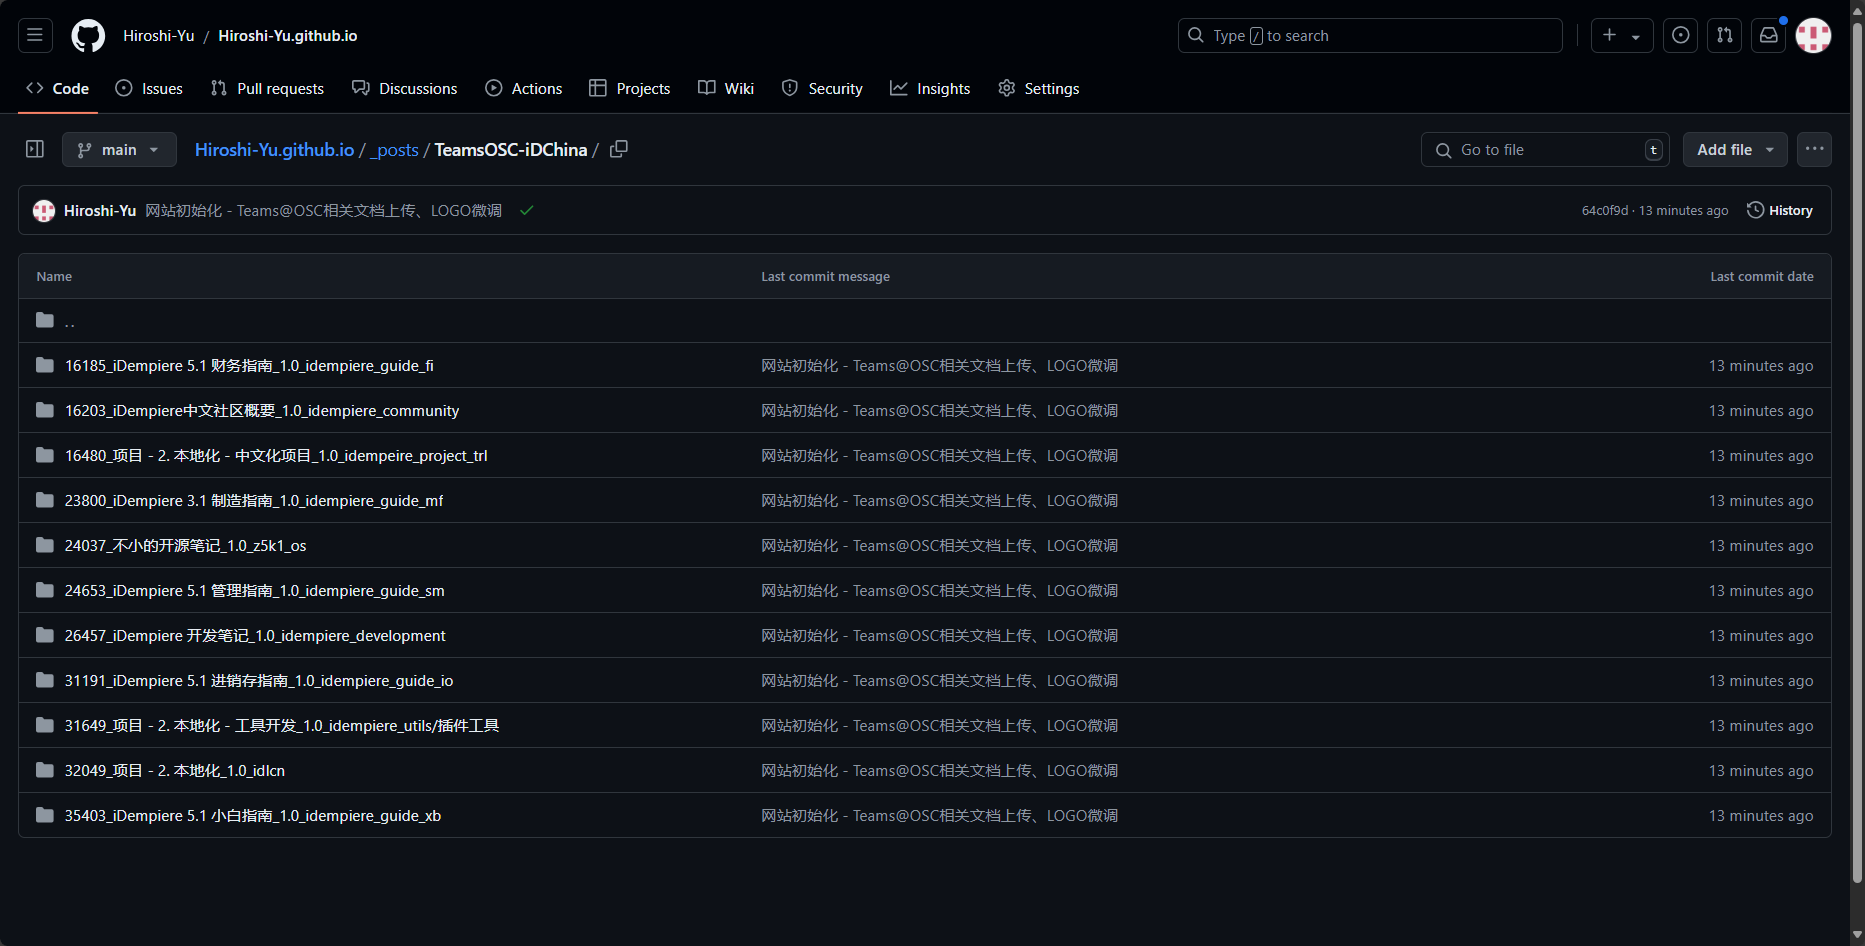 Hiroshi-Yu / Hiroshi-Yu.github.io
Type / to search
Code
Issues
Pull requests
Discussions
Actions
Projects
Wiki
Security
Insights
Settings
main
Hiroshi-Yu.github.io / _posts / TeamsOSC-iDChina /
Go to file
t
Add file
Hiroshi-Yu 网站初始化 - Teams@OSC相关文档上传、LOGO微调
64c0f9d · 13 minutes ago
History
Name Last commit message Last commit date
..
16185_iDempiere 5.1 财务指南_1.0_idempiere_guide_fi 网站初始化 - Teams@OSC相关文档上传、LOGO微调 13 minutes ago
16203_iDempiere中文社区概要_1.0_idempiere_community 网站初始化 - Teams@OSC相关文档上传、LOGO微调 13 minutes ago
16480_项目 - 2. 本地化 - 中文化项目_1.0_idempeire_project_trl 网站初始化 - Teams@OSC相关文档上传、LOGO微调 13 minutes ago
23800_iDempiere 3.1 制造指南_1.0_idempiere_guide_mf 网站初始化 - Teams@OSC相关文档上传、LOGO微调 13 minutes ago
24037_不小的开源笔记_1.0_z5k1_os 网站初始化 - Teams@OSC相关文档上传、LOGO微调 13 minutes ago
24653_iDempiere 5.1 管理指南_1.0_idempiere_guide_sm 网站初始化 - Teams@OSC相关文档上传、LOGO微调 13 minutes ago
26457_iDempiere 开发笔记_1.0_idempiere_development 网站初始化 - Teams@OSC相关文档上传、LOGO微调 13 minutes ago
31191_iDempiere 5.1 进销存指南_1.0_idempiere_guide_io 网站初始化 - Teams@OSC相关文档上传、LOGO微调 13 minutes ago
31649_项目 - 2. 本地化 - 工具开发_1.0_idempiere_utils/插件工具 网站初始化 - Teams@OSC相关文档上传、LOGO微调 13 minutes ago
32049_项目 - 2. 本地化_1.0_idlcn 网站初始化 - Teams@OSC相关文档上传、LOGO微调 13 minutes ago
35403_iDempiere 5.1 小白指南_1.0_idempiere_guide_xb 网站初始化 - Teams@OSC相关文档上传、LOGO微调 13 minutes ago